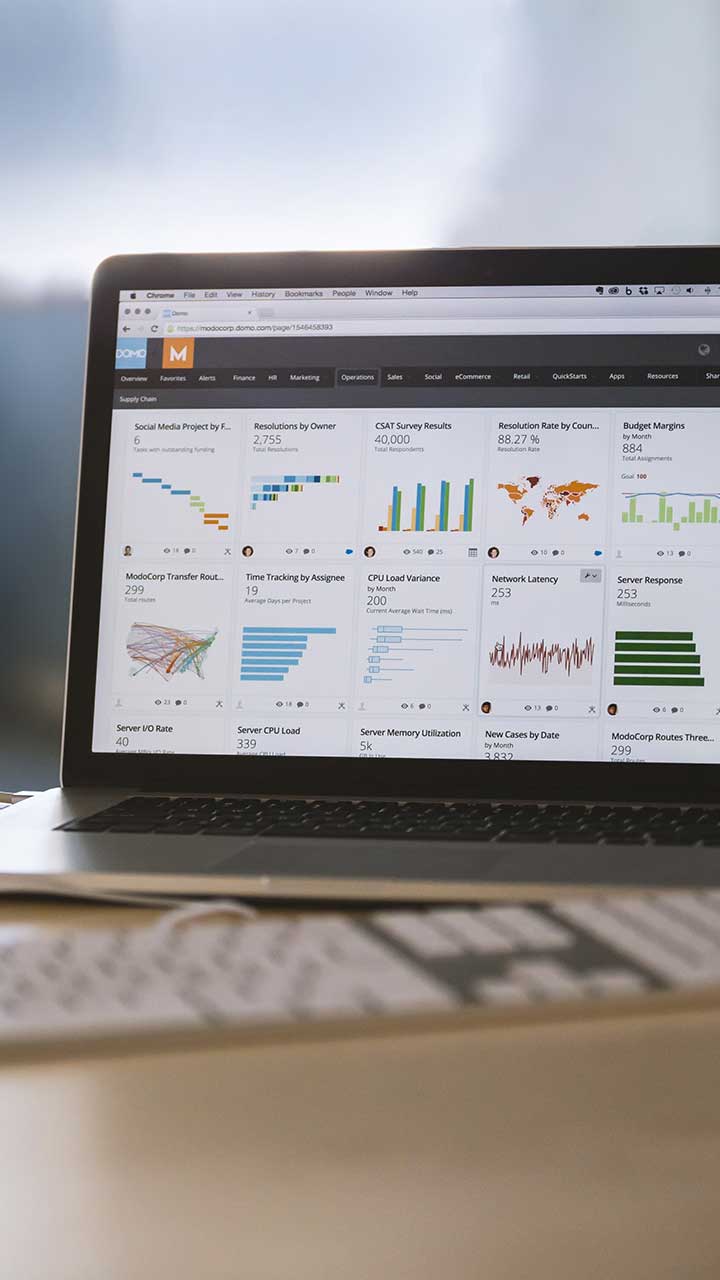 Chrome File Edit View History Bookmarks People Window Help
Domo
https://modocorp.domo.com/page/1546458393
DOMO M
Overview Favorites Alerts Finance HR Marketing Operations Sales Social eCommerce Retail QuickStarts Apps Resources Shar
Supply Chain
Social Media Project by F...
6
Tasks with outstanding funding
18 0
Resolutions by Owner
2,755
Total Resolutions
7 0
CSAT Survey Results
40,000
Total Respondents
540 25
Resolution Rate by Coun...
88.27 %
Resolution Rate
10 0
Budget Margins
by Month
884
Total Assignments
Goal 100
13 0
ModoCorp Transfer Rout...
299
Total routes
23 0
Time Tracking by Assignee
19
Average Days per Project
18 0
CPU Load Variance
by Month
200
Current Average Wait Time (ms)
6 0
Network Latency
253
ms
13 0
Server Response
253
Milliseconds
6 0
Server I/O Rate
40
Server CPU Load
339
Average CPU Load
Server Memory Utilization
5k
New Cases by Date
by Month
3,832
ModoCorp Routes Three...
299
Total Routes